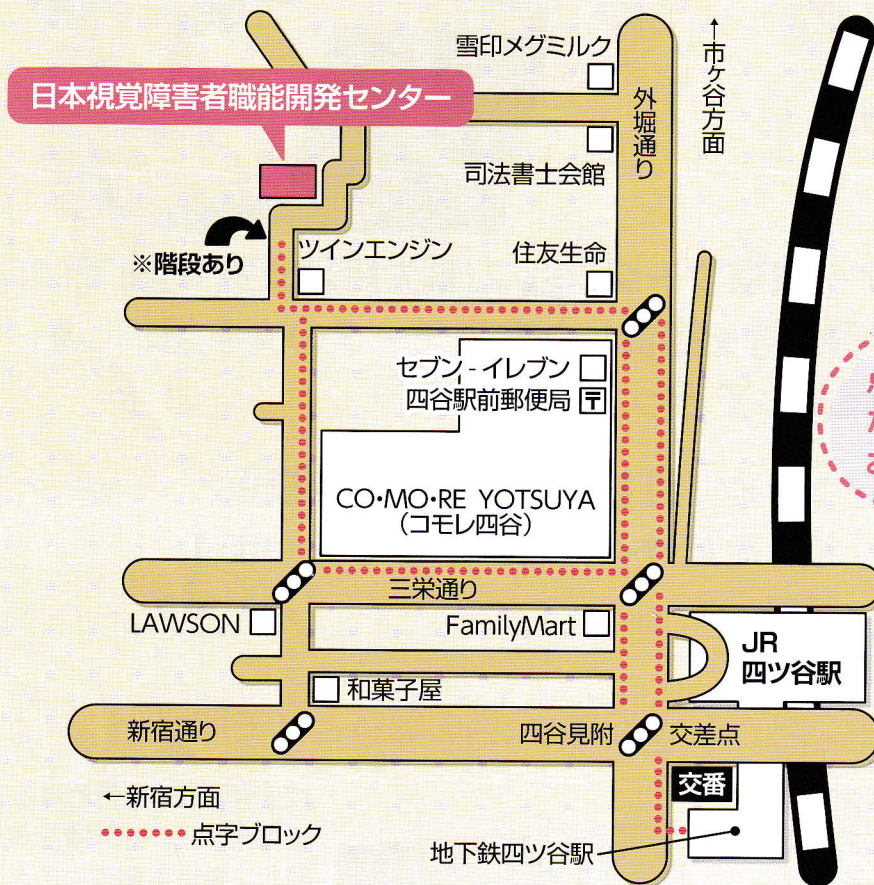 雪印メグミルク
↑市ヶ谷方面
日本視覚障害者職能開発センター
外堀通り
司法書士会館
※階段あり
ツインエンジン
住友生命
セブン-イレブン
四谷駅前郵便局 〒
CO・MO・RE YOTSUYA
（コモレ四谷）
三栄通り
LAWSON
FamilyMart
JR
四ツ谷駅
和菓子屋
新宿通り
四谷見附
交差点
←新宿方面
交番
点字ブロック
地下鉄四ツ谷駅